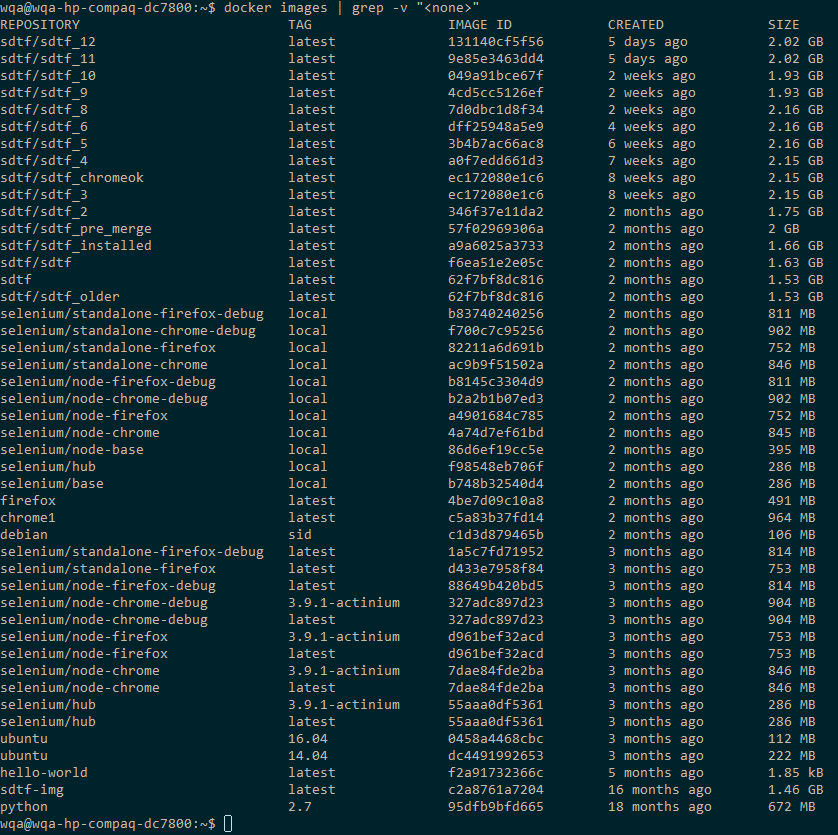 wqa@wqa-hp-compaq-dc7800:~$ docker images | grep -v "<none>"
REPOSITORY TAG IMAGE ID CREATED SIZE
sdtf/sdtf_12 latest 131140cf5f56 5 days ago 2.02 GB
sdtf/sdtf_11 latest 9e85e3463dd4 5 days ago 2.02 GB
sdtf/sdtf_10 latest 049a91bce67f 2 weeks ago 1.93 GB
sdtf/sdtf_9 latest 4cd5cc5126ef 2 weeks ago 1.93 GB
sdtf/sdtf_8 latest 7d0dbc1d8f34 2 weeks ago 2.16 GB
sdtf/sdtf_6 latest dff25948a5e9 4 weeks ago 2.16 GB
sdtf/sdtf_5 latest 3b4b7ac66ac8 6 weeks ago 2.16 GB
sdtf/sdtf_4 latest a0f7edd661d3 7 weeks ago 2.15 GB
sdtf/sdtf_chromeok latest ec172080e1c6 8 weeks ago 2.15 GB
sdtf/sdtf_3 latest ec172080e1c6 8 weeks ago 2.15 GB
sdtf/sdtf_2 latest 346f37e11da2 2 months ago 1.75 GB
sdtf/sdtf_pre_merge latest 57f02969306a 2 months ago 2 GB
sdtf/sdtf_installed latest a9a6025a3733 2 months ago 1.66 GB
sdtf/sdtf latest f6ea51e2e05c 2 months ago 1.63 GB
sdtf latest 62f7bf8dc816 2 months ago 1.53 GB
sdtf/sdtf_older latest 62f7bf8dc816 2 months ago 1.53 GB
selenium/standalone-firefox-debug local b83740240256 2 months ago 811 MB
selenium/standalone-chrome-debug local f700c7c95256 2 months ago 902 MB
selenium/standalone-firefox local 82211a6d691b 2 months ago 752 MB
selenium/standalone-chrome local ac9b9f51502a 2 months ago 846 MB
selenium/node-firefox-debug local b8145c3304d9 2 months ago 811 MB
selenium/node-chrome-debug local b2a2b1b07ed3 2 months ago 902 MB
selenium/node-firefox local a4901684c785 2 months ago 752 MB
selenium/node-chrome local 4a74d7ef61bd 2 months ago 845 MB
selenium/node-base local 86d6ef19cc5e 2 months ago 395 MB
selenium/hub local f98548eb706f 2 months ago 286 MB
selenium/base local b748b32540d4 2 months ago 286 MB
firefox latest 4be7d09c10a8 2 months ago 491 MB
chrome1 latest c5a83b37fd14 2 months ago 964 MB
debian sid c1d3d879465b 2 months ago 106 MB
selenium/standalone-firefox-debug latest 1a5c7fd71952 3 months ago 814 MB
selenium/standalone-firefox latest d433e7958f84 3 months ago 753 MB
selenium/node-firefox-debug latest 88649b420bd5 3 months ago 814 MB
selenium/node-chrome-debug 3.9.1-actinium 327adc897d23 3 months ago 904 MB
selenium/node-chrome-debug latest 327adc897d23 3 months ago 904 MB
selenium/node-firefox 3.9.1-actinium d961bef32acd 3 months ago 753 MB
selenium/node-firefox latest d961bef32acd 3 months ago 753 MB
selenium/node-chrome 3.9.1-actinium 7dae84fde2ba 3 months ago 846 MB
selenium/node-chrome latest 7dae84fde2ba 3 months ago 846 MB
selenium/hub 3.9.1-actinium 55aaa0df5361 3 months ago 286 MB
selenium/hub latest 55aaa0df5361 3 months ago 286 MB
ubuntu 16.04 0458a4468cbc 3 months ago 112 MB
ubuntu 14.04 dc4491992653 3 months ago 222 MB
hello-world latest f2a91732366c 5 months ago 1.85 kB
sdtf-img latest c2a8761a7204 16 months ago 1.46 GB
python 2.7 95dfb9bfd665 18 months ago 672 MB
wqa@wqa-hp-compaq-dc7800:~$